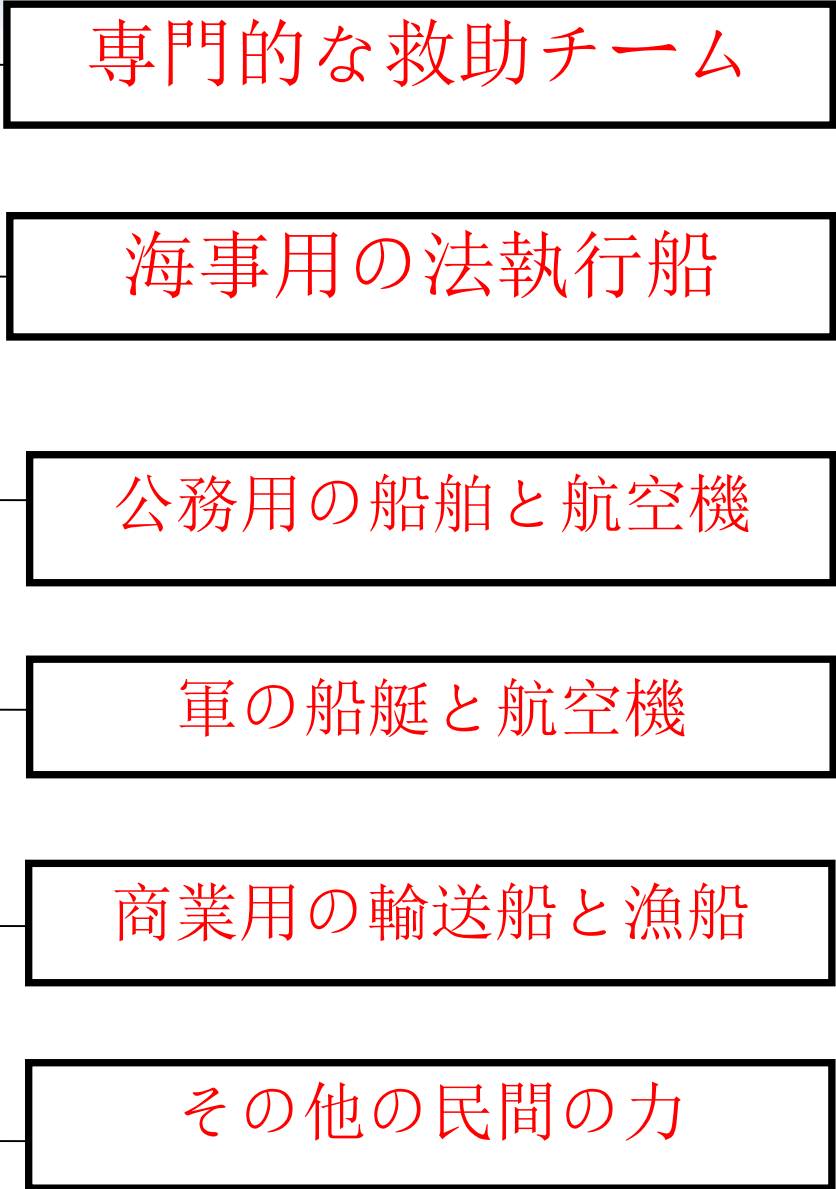 専門的な救助チーム
海事用の法執行船
公務用の船舶と航空機
軍の船艇と航空機
商業用の輸送船と漁船
その他の民間の力